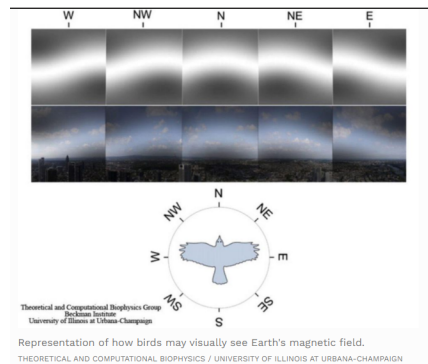 W NW N NE E
N
NW NE
W E
SW SE
S
Theoretical and Computational Biophysics Group
Beckman Institute
University of Illinois at Urbana-Champaign
Representation of how birds may visually see Earth's magnetic field.
THEORETICAL AND COMPUTATIONAL BIOPHYSICS / UNIVERSITY OF ILLINOIS AT URBANA-CHAMPAIGN